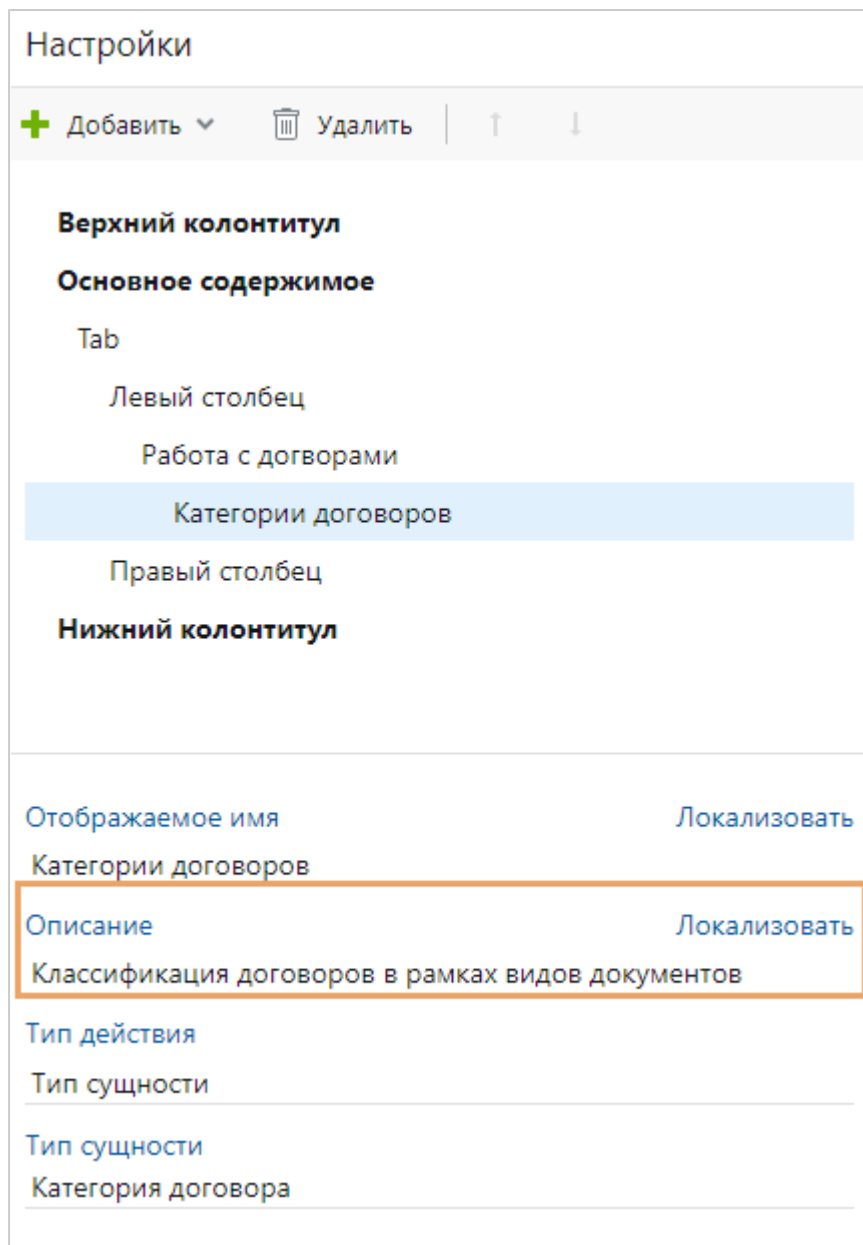 Настройки
Добавить Удалить
Верхний колонтитул
Основное содержимое
Tab
Левый столбец
Работа с догворами
Категории договоров
Правый столбец
Нижний колонтитул
Отображаемое имя Локализовать
Категории договоров
Описание Локализовать
Классификация договоров в рамках видов документов
Тип действия
Тип сущности
Тип сущности
Категория договора